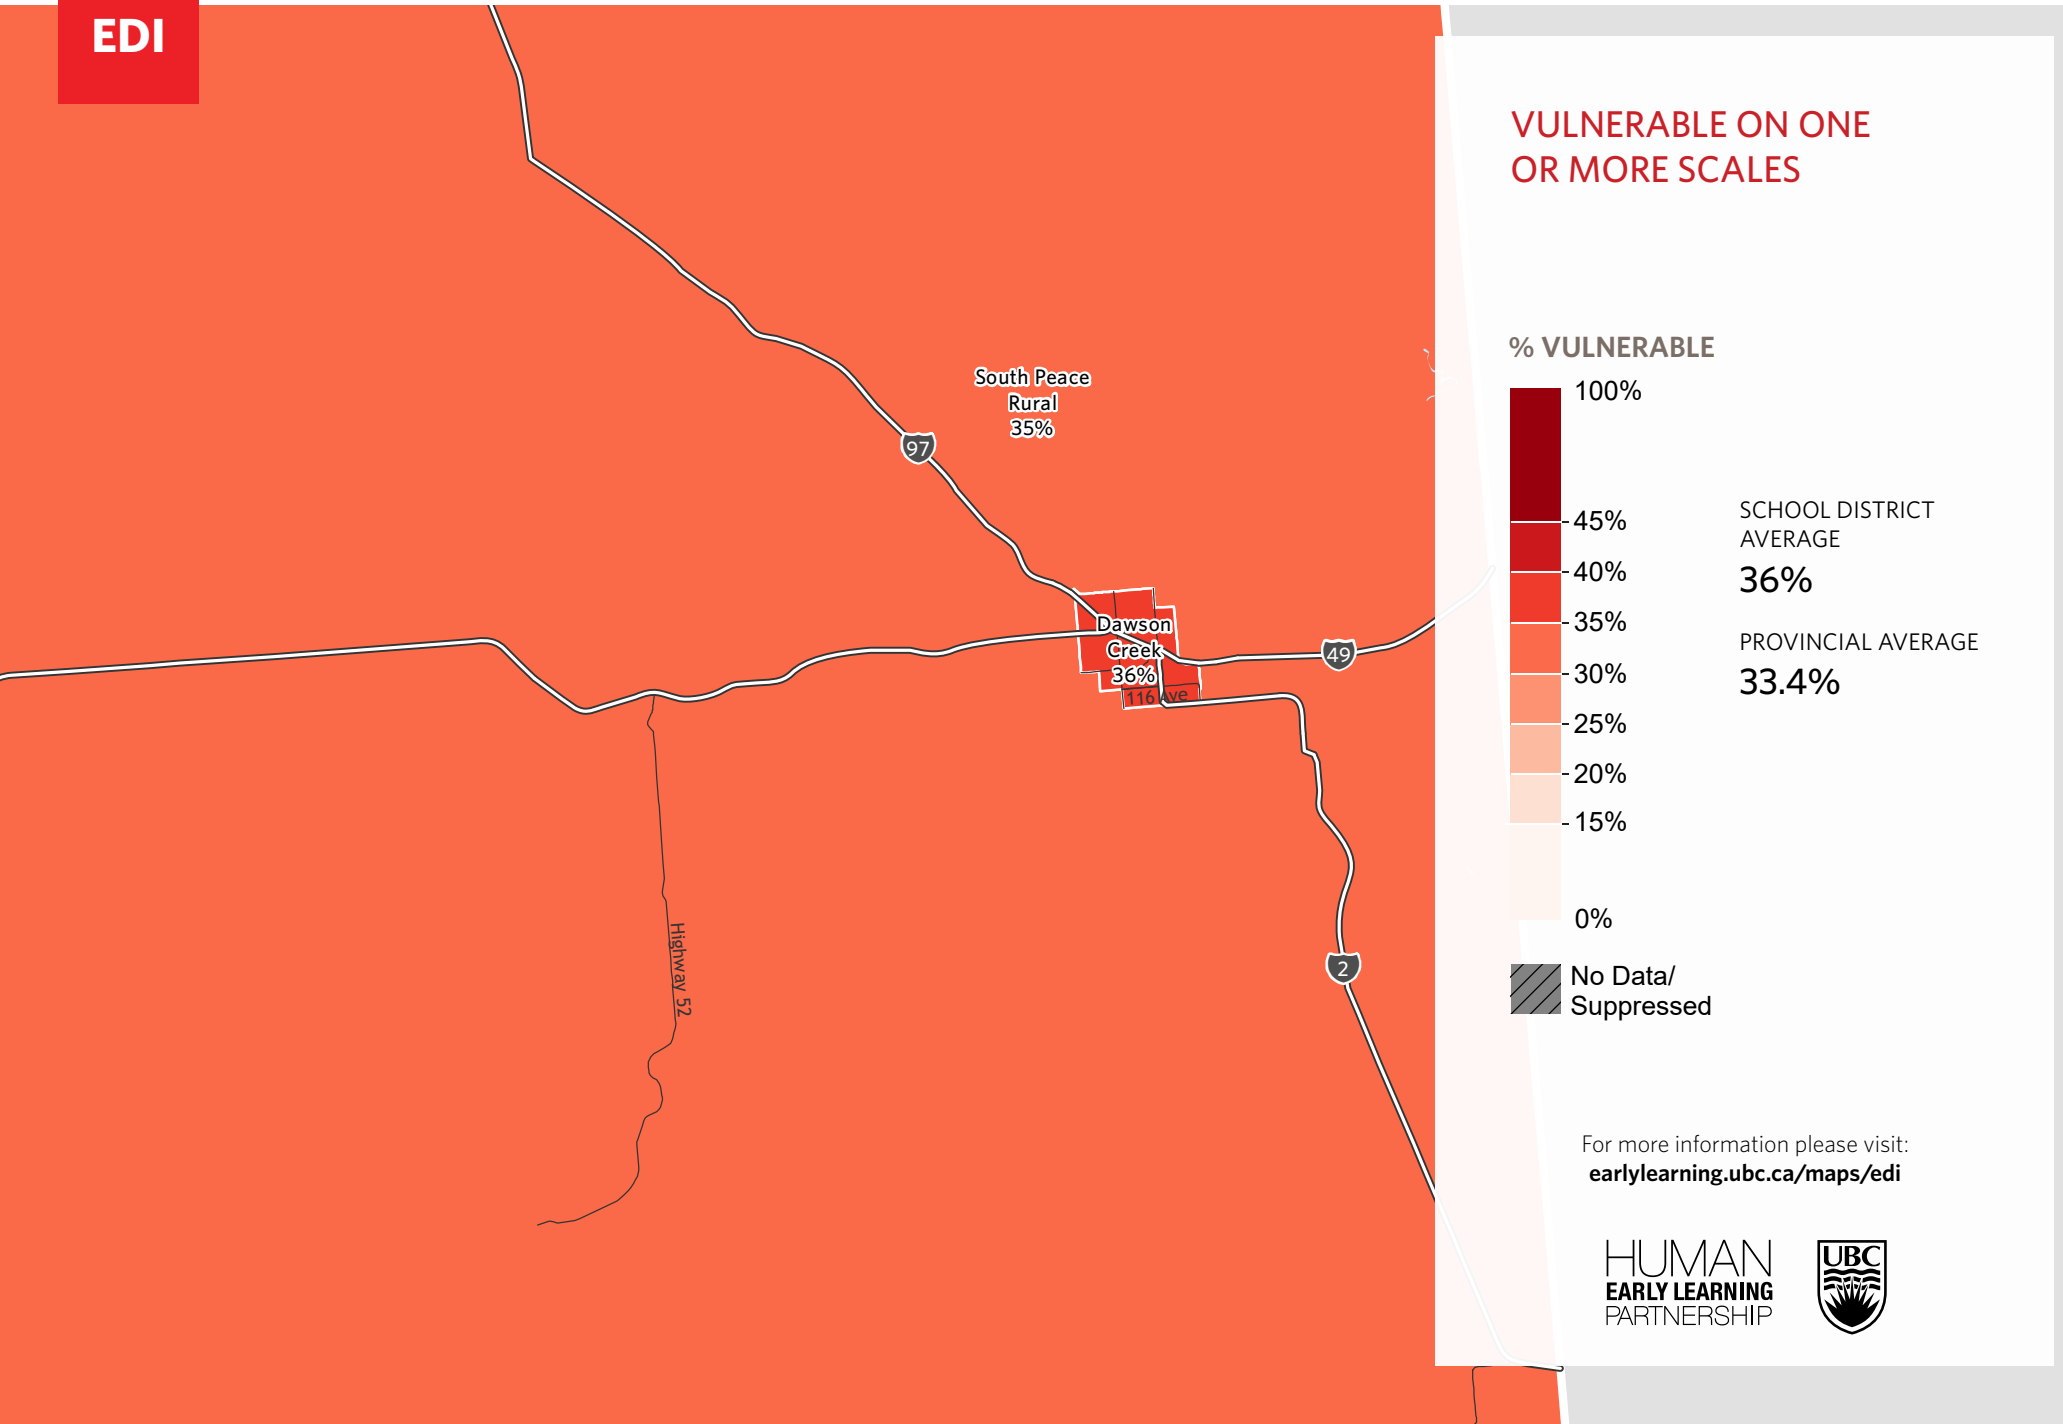 EDI
VULNERABLE ON ONE
OR MORE SCALES
South Peace
Rural
35%
97
Dawson
Creek
36%
116 Ave
49
Highway 52
2
% VULNERABLE
100%
45%
40%
35%
30%
25%
20%
15%
0%
No Data/
Suppressed
SCHOOL DISTRICT
AVERAGE
36%
PROVINCIAL AVERAGE
33.4%
For more information please visit:
earlylearning.ubc.ca/maps/edi
HUMAN
EARLY LEARNING
PARTNERSHIP
UBC